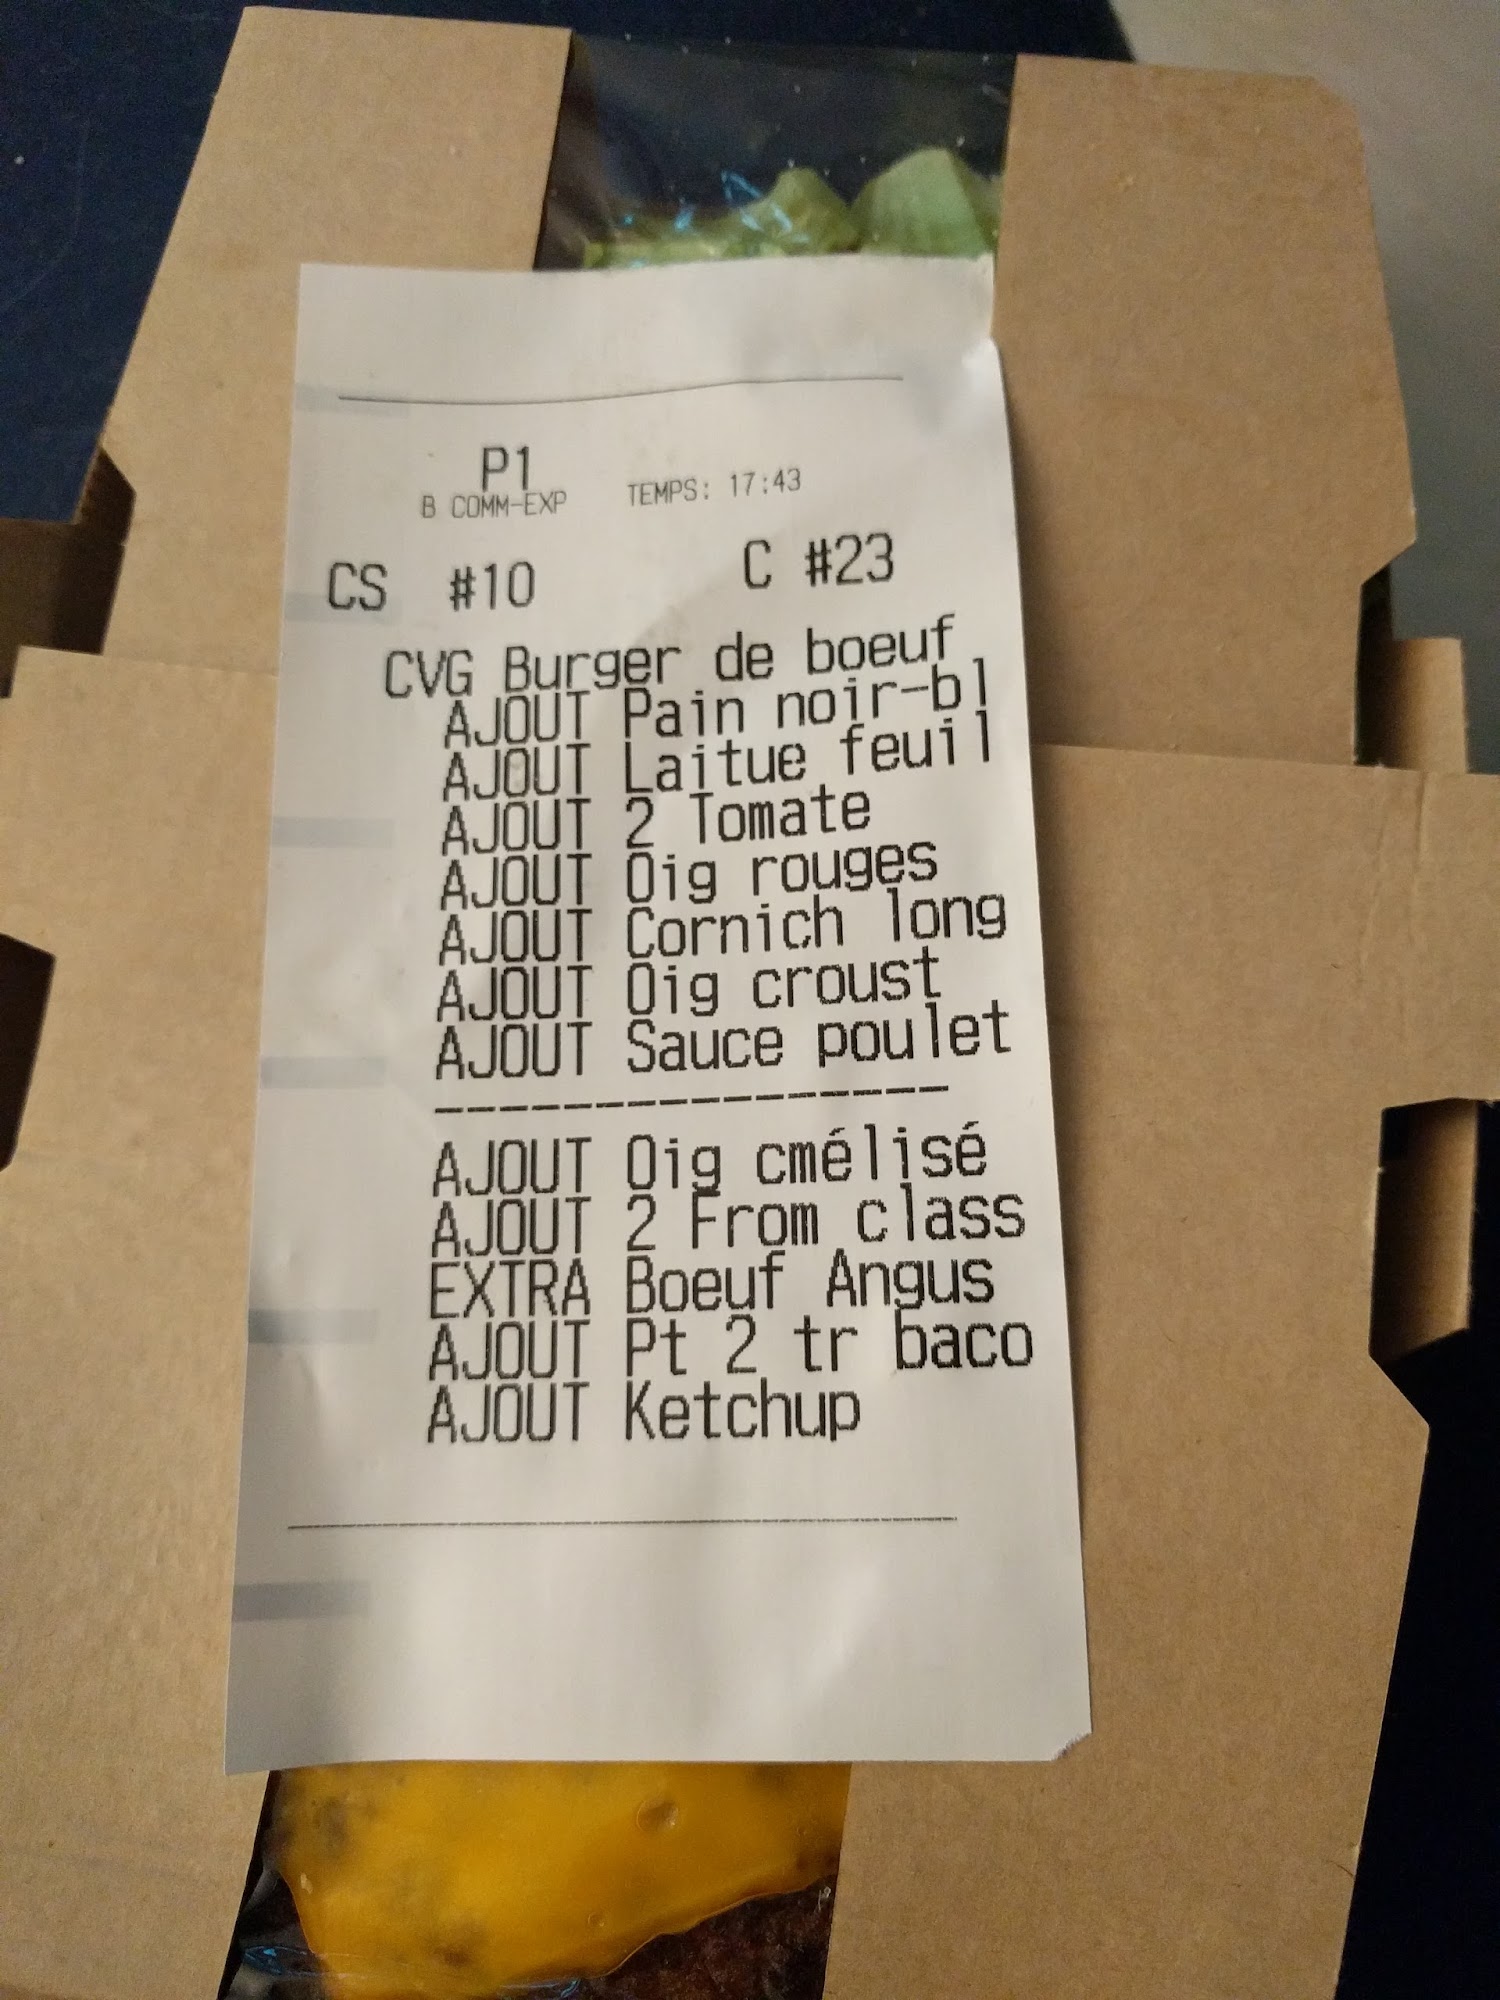 P1
B COMM-EXP TEMPS: 17:43
CS #10 C #23
CVG Burger de boeuf
AJOUT Pain noir-bl
AJOUT Laitue feuil
AJOUT 2 Tomate
AJOUT Oig rouges
AJOUT Cornich long
AJOUT Oig croust
AJOUT Sauce poulet
----------------
AJOUT Oig cmélisé
AJOUT 2 From class
EXTRA Boeuf Angus
AJOUT Pt 2 tr baco
AJOUT Ketchup